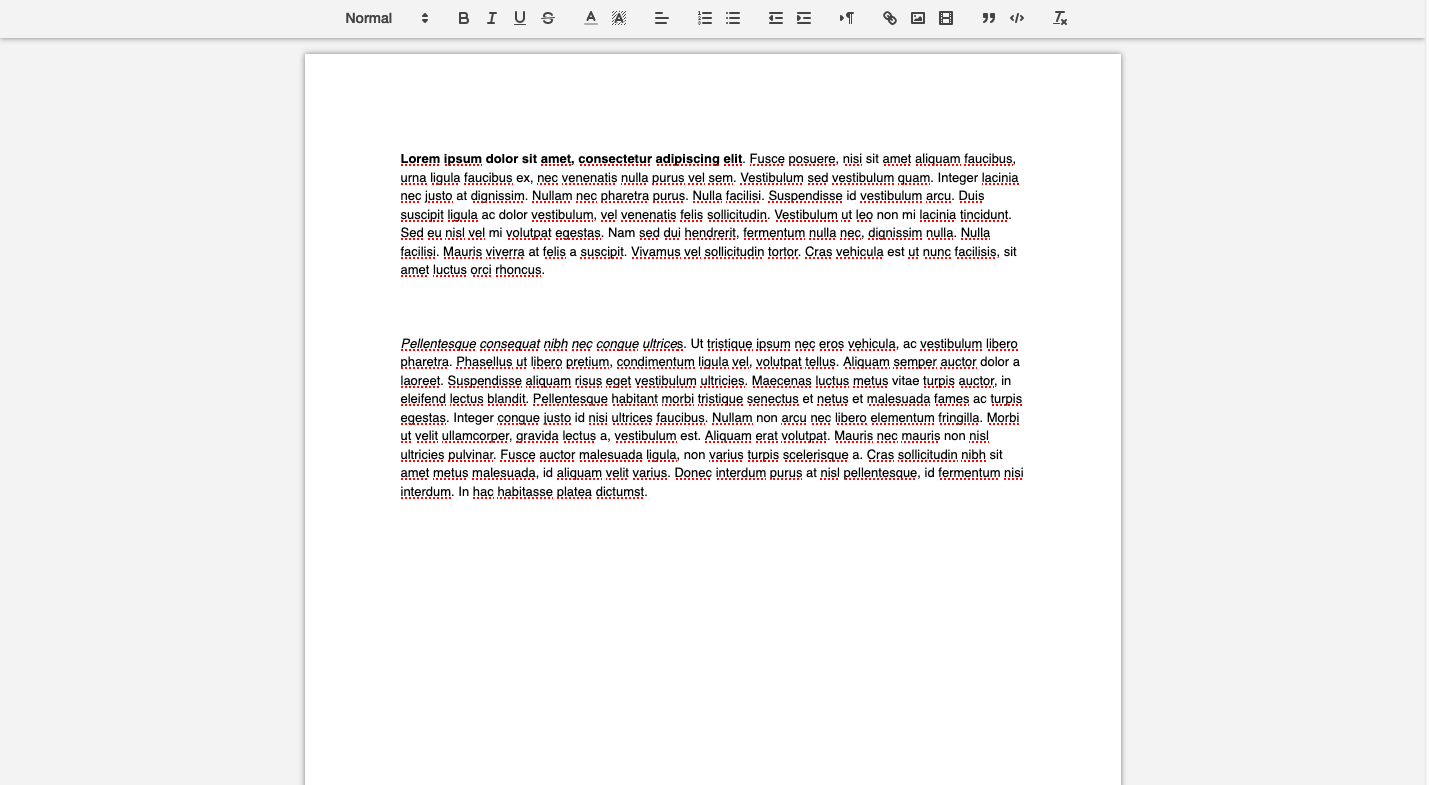 Normal
Lorem ipsum dolor sit amet, consectetur adipiscing elit. Fusce posuere, nisi sit amet aliquam faucibus,
urna ligula faucibus ex, nec venenatis nulla purus vel sem. Vestibulum sed vestibulum quam. Integer lacinia
nec justo at dignissim. Nullam nec pharetra purus. Nulla facilisi. Suspendisse id vestibulum arcu. Duis
suscipit ligula ac dolor vestibulum, vel venenatis felis sollicitudin. Vestibulum ut leo non mi lacinia tincidunt.
Sed eu nisl vel mi volutpat egestas. Nam sed dui hendrerit, fermentum nulla nec, dignissim nulla. Nulla
facilisi. Mauris viverra at felis a suscipit. Vivamus vel sollicitudin tortor. Cras vehicula est ut nunc facilisis, sit
amet luctus orci rhoncus.
Pellentesque consequat nibh nec congue ultrices. Ut tristique ipsum nec eros vehicula, ac vestibulum libero
pharetra. Phasellus ut libero pretium, condimentum ligula vel, volutpat tellus. Aliquam semper auctor dolor a
laoreet. Suspendisse aliquam risus eget vestibulum ultricies. Maecenas luctus metus vitae turpis auctor, in
eleifend lectus blandit. Pellentesque habitant morbi tristique senectus et netus et malesuada fames ac turpis
egestas. Integer congue justo id nisi ultrices faucibus. Nullam non arcu nec libero elementum fringilla. Morbi
ut velit ullamcorper, gravida lectus a, vestibulum est. Aliquam erat volutpat. Mauris nec mauris non nisl
ultricies pulvinar. Fusce auctor malesuada ligula, non varius turpis scelerisque a. Cras sollicitudin nibh sit
amet metus malesuada, id aliquam velit varius. Donec interdum purus at nisl pellentesque, id fermentum nisi
interdum. In hac habitasse platea dictumst.